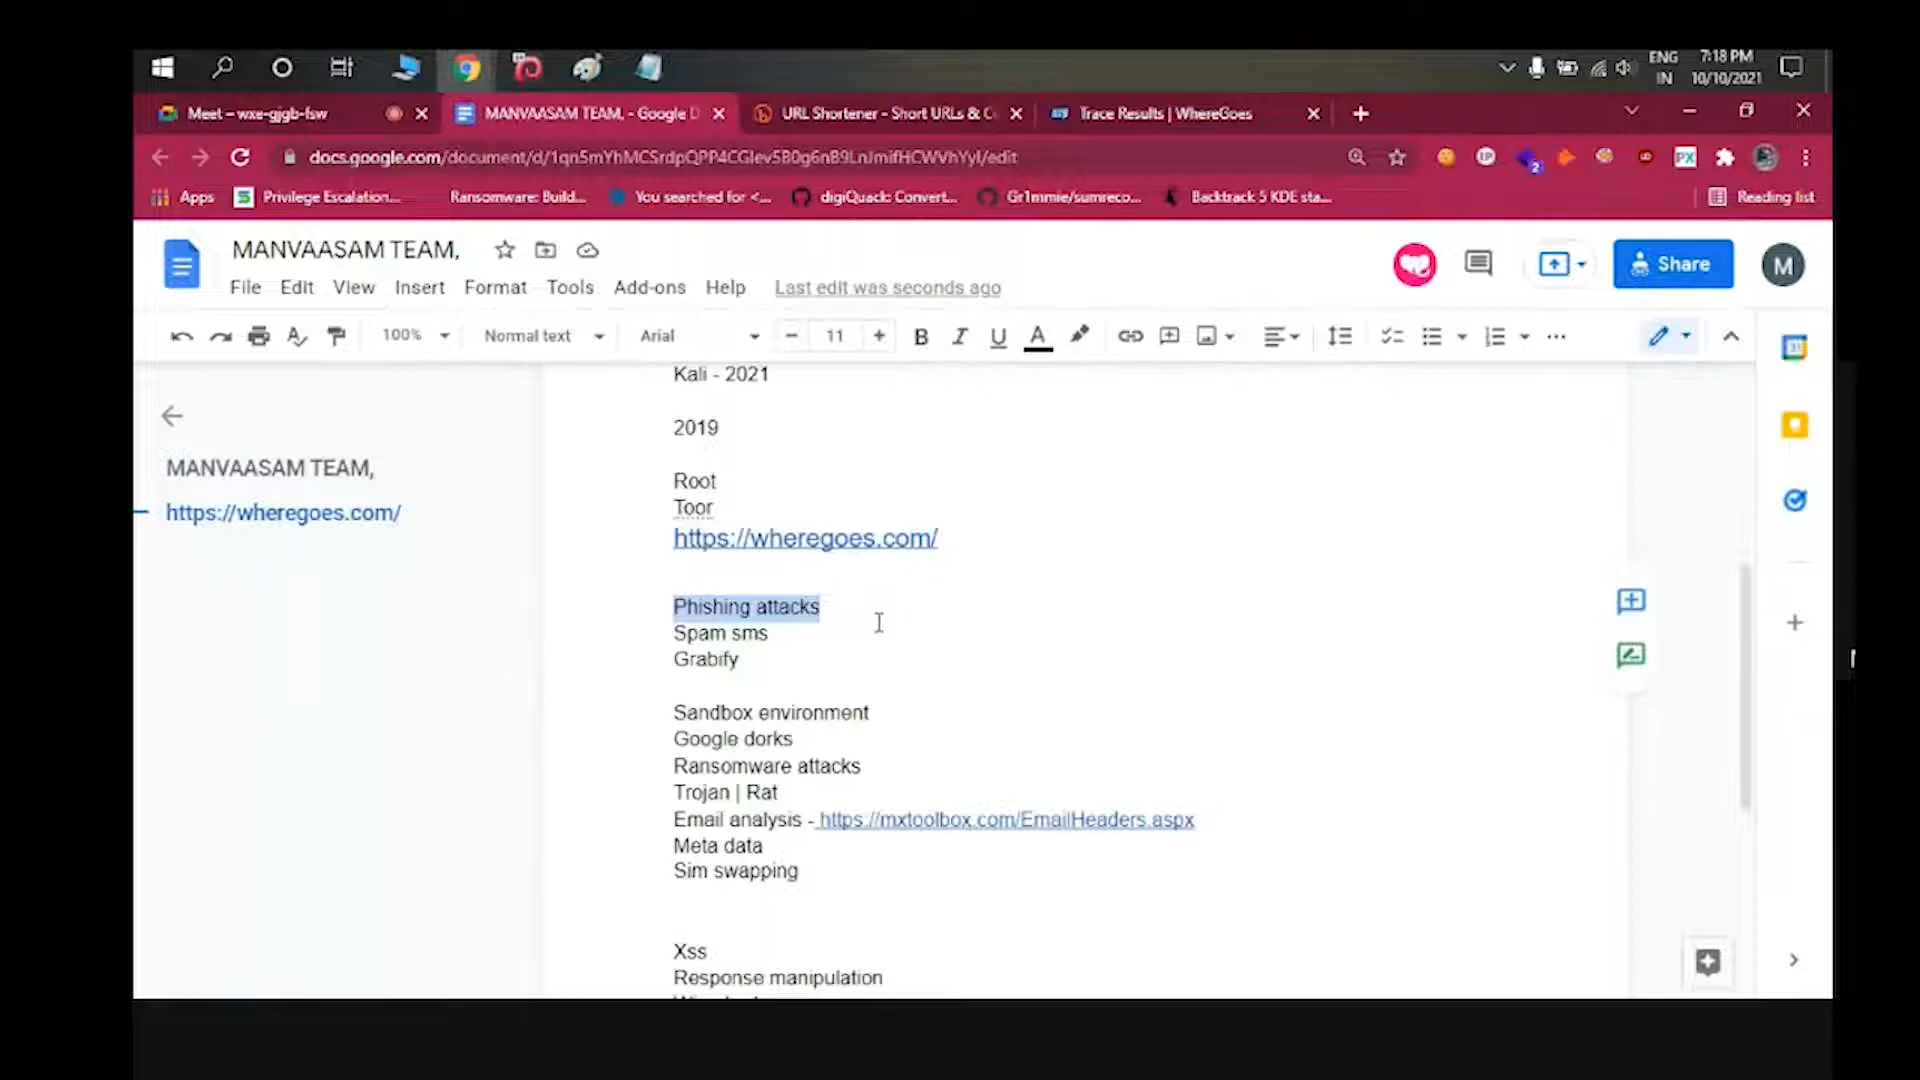 ENG
IN
7:18 PM
10/10/2021
Meet – wxe-gjgb-fsw
MANVAASAM TEAM, - Google D
URL Shortener - Short URLs & C
Trace Results | WhereGoes
Apps
Privilege Escalation...
Ransomware: Build...
You searched for <...
digiQuack: Convert...
Gr1mmie/sumreco...
Backtrack 5 KDE sta...
Reading list
MANVAASAM TEAM,
File Edit View Insert Format Tools Add-ons Help Last edit was seconds ago
Share
M
100% Normal text Arial 11
Kali - 2021
2019
Root
Toor
https://wheregoes.com/
Phishing attacks
Spam sms
Grabify
Sandbox environment
Google dorks
Ransomware attacks
Trojan | Rat
Email analysis - https://mxtoolbox.com/EmailHeaders.aspx
Meta data
Sim swapping
Xss
Response manipulation
MANVAASAM TEAM,
https://wheregoes.com/